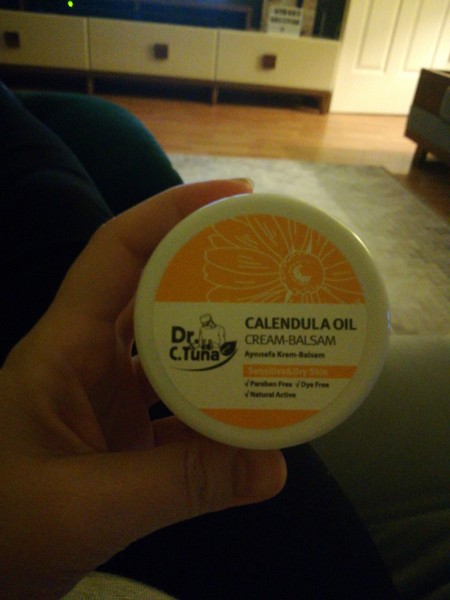 Dr.
C.Tuna
CALENDULA OIL
CREAM-BALSAM
Aynısefa Krem-Balsam
Sensitive&Dry Skin
√ Paraben Free √ Dye Free
√ Natural Active